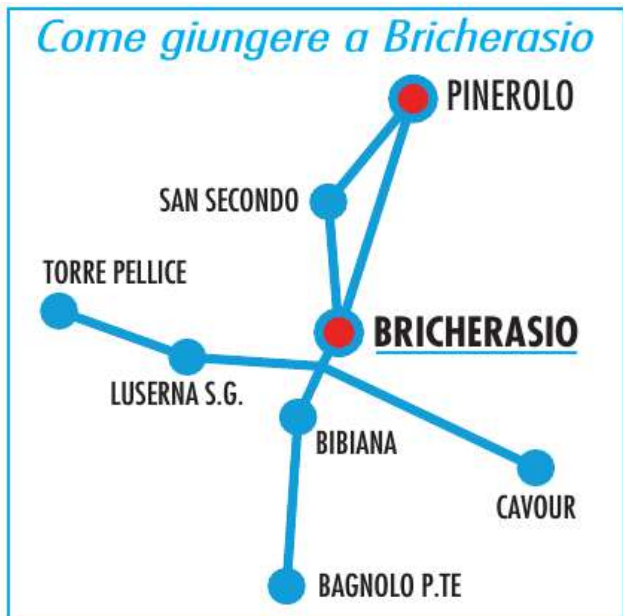 Come giungere a Bricherasio
PINEROLO
SAN SECONDO
TORRE PELLICE
BRICHERASIO
LUSERNA S.G.
BIBIANA
CAVOUR
BAGNOLO P.TE